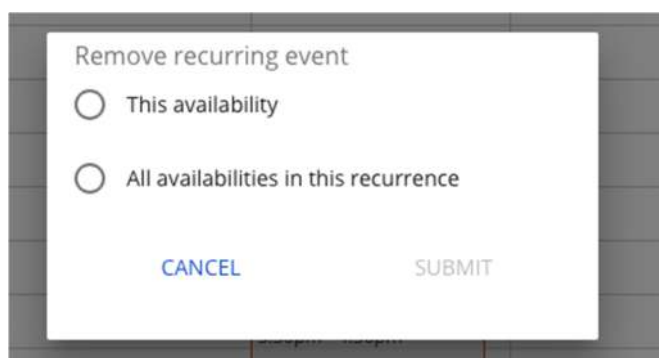 Remove recurring event
This availability
All availabilities in this recurrence
CANCEL SUBMIT